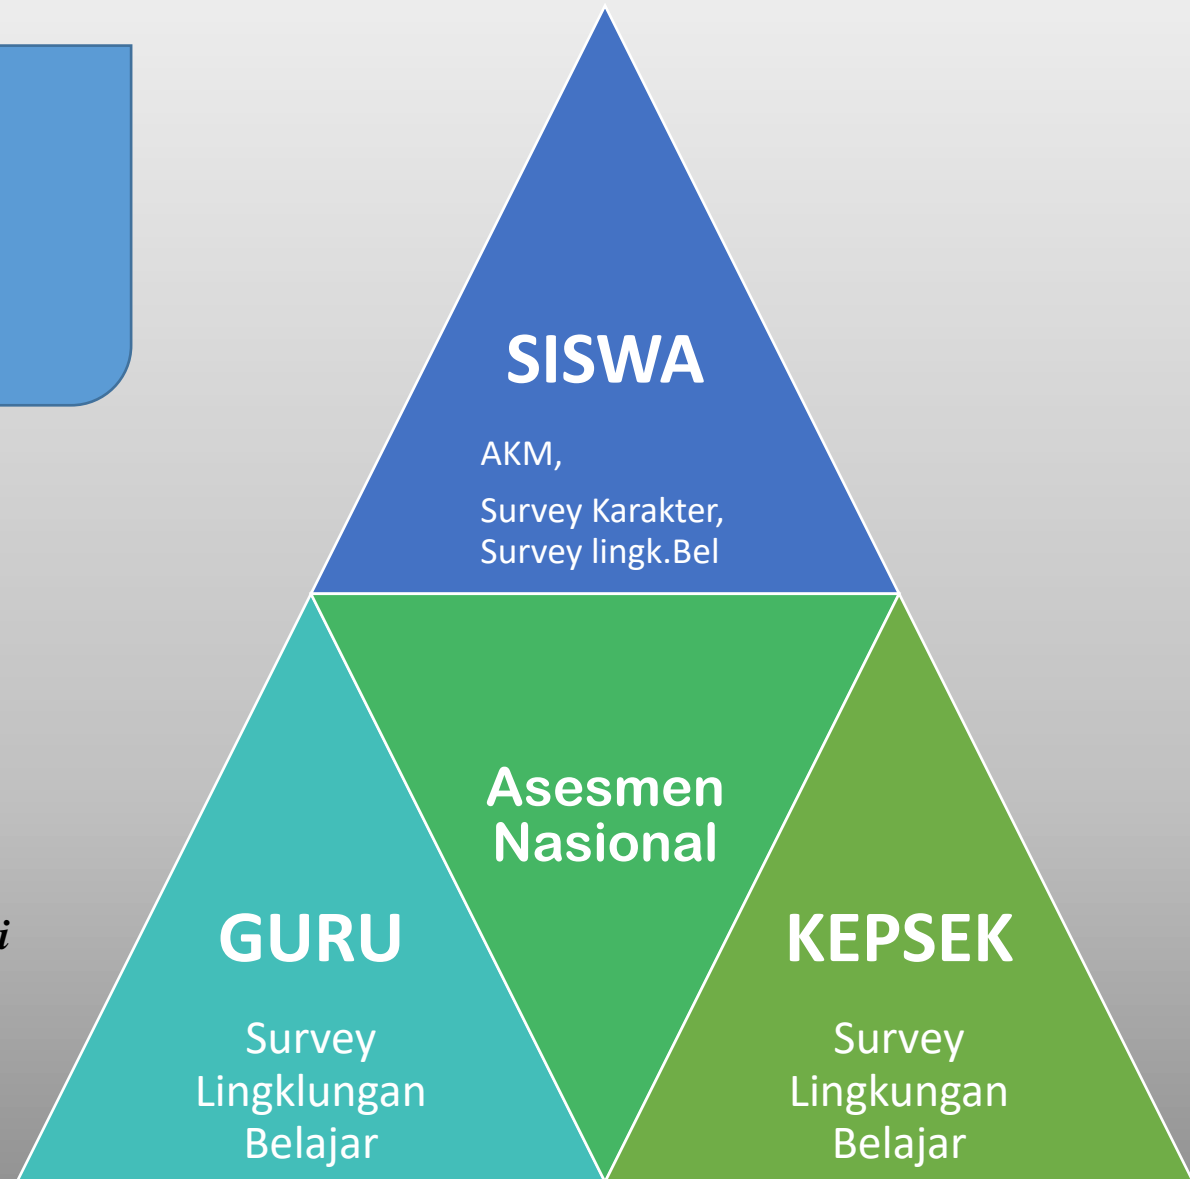 SISWA
AKM,
Survey Karakter,
Survey lingk.Bel
Asesmen
Nasional
GURU
Survey
Lingklungan
Belajar
KEPSEK
Survey
Lingkungan
Belajar